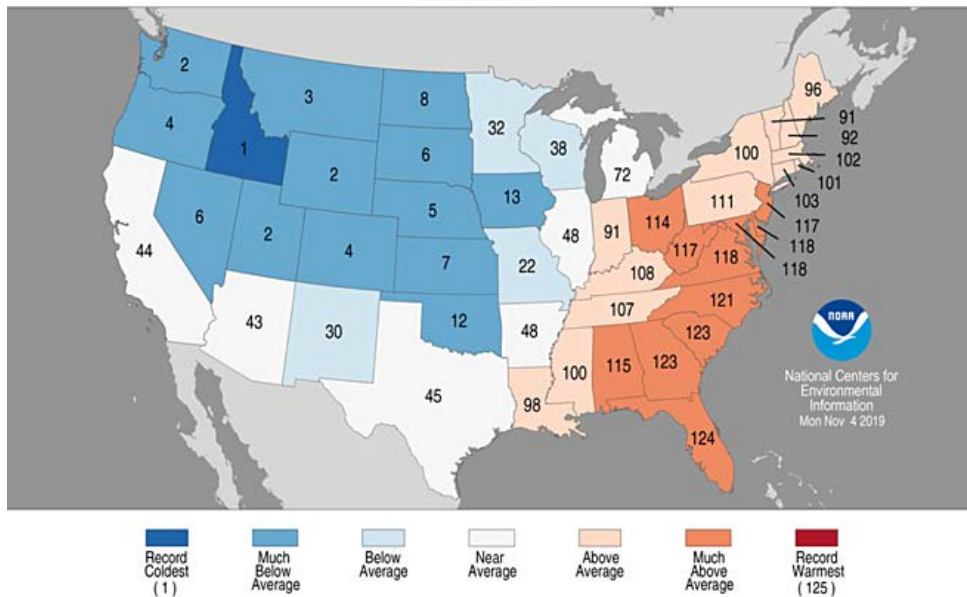 2
3
8
32
96
4
1
38
91
92
6
100
102
2
72
101
13
103
5
111
6
2
114
117
44
4
48
91
7
22
117
118
118
118
108
107
121
43
30
12
48
123
NOAA
100
115
123
45
98
124
National Centers for
Environmental
Information
Mon Nov 4 2019
Record
Coldest
(1)
Much
Below
Average
Below
Average
Near
Average
Above
Average
Much
Above
Average
Record
Warmest
(125)